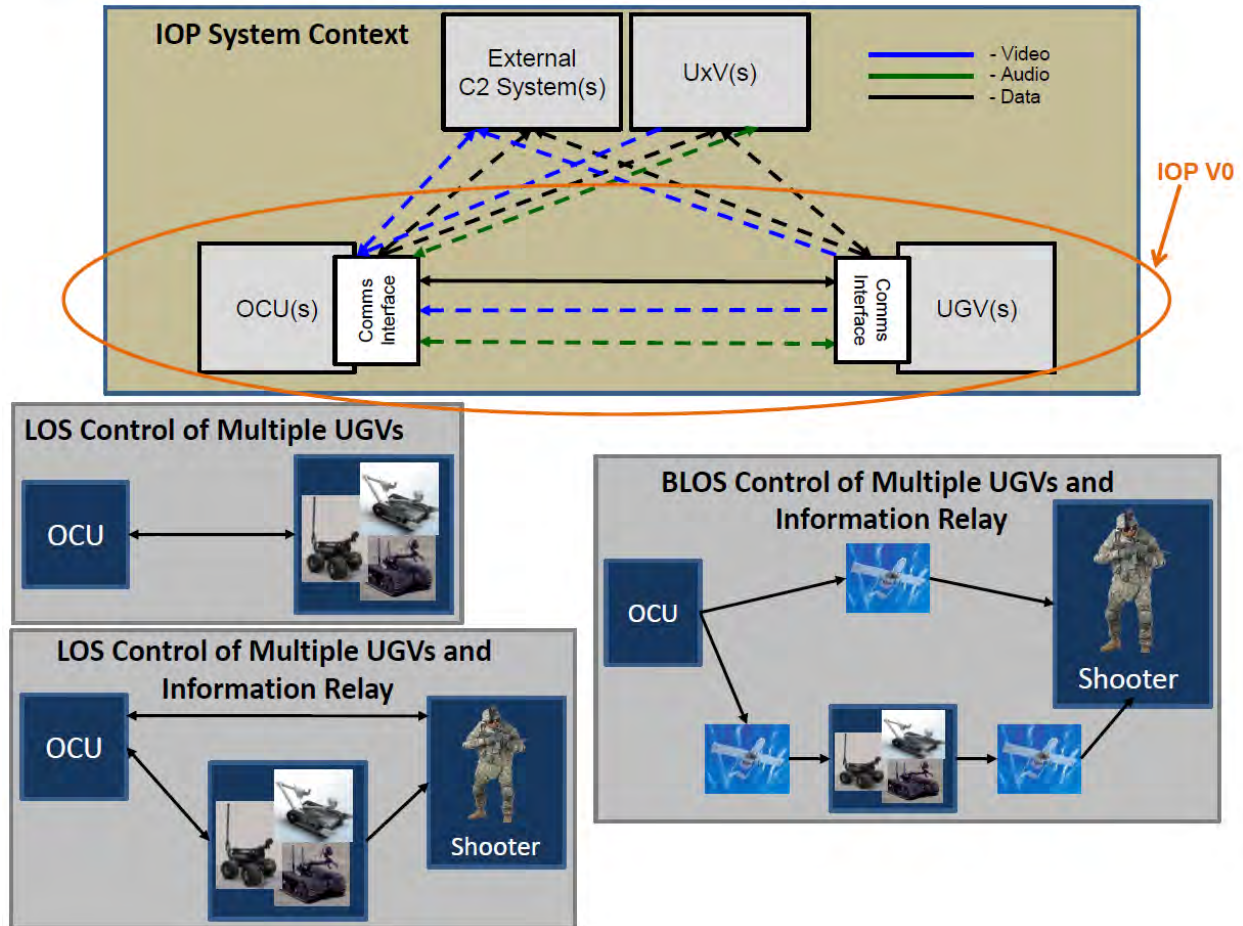 IOP System Context
External
C2 System(s)
UxV(s)
- Video
- Audio
- Data
IOP V0
OCU(s)
Comms
Interface
Comms
Interface
UGV(s)
LOS Control of Multiple UGVs
OCU
LOS Control of Multiple UGVs and
Information Relay
OCU
Shooter
BLOS Control of Multiple UGVs and
Information Relay
OCU
Shooter